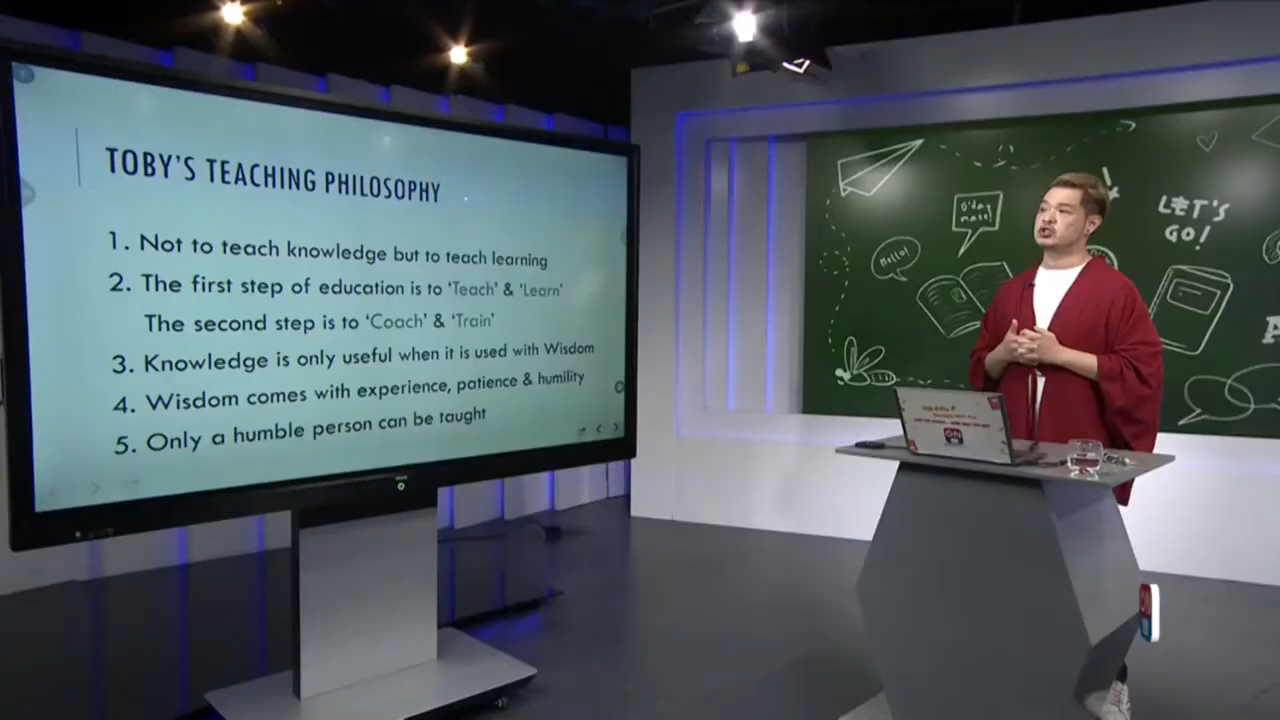 TOBY'S TEACHING PHILOSOPHY
1. Not to teach knowledge but to teach learning
2. The first step of education is to 'Teach' & 'Learn'
The second step is to 'Coach' & 'Train'
3. Knowledge is only useful when it is used with Wisdom
4. Wisdom comes with experience, patience & humility
5. Only a humble person can be taught
G'day
mate!
Hello!
LET'S
GO!
ON